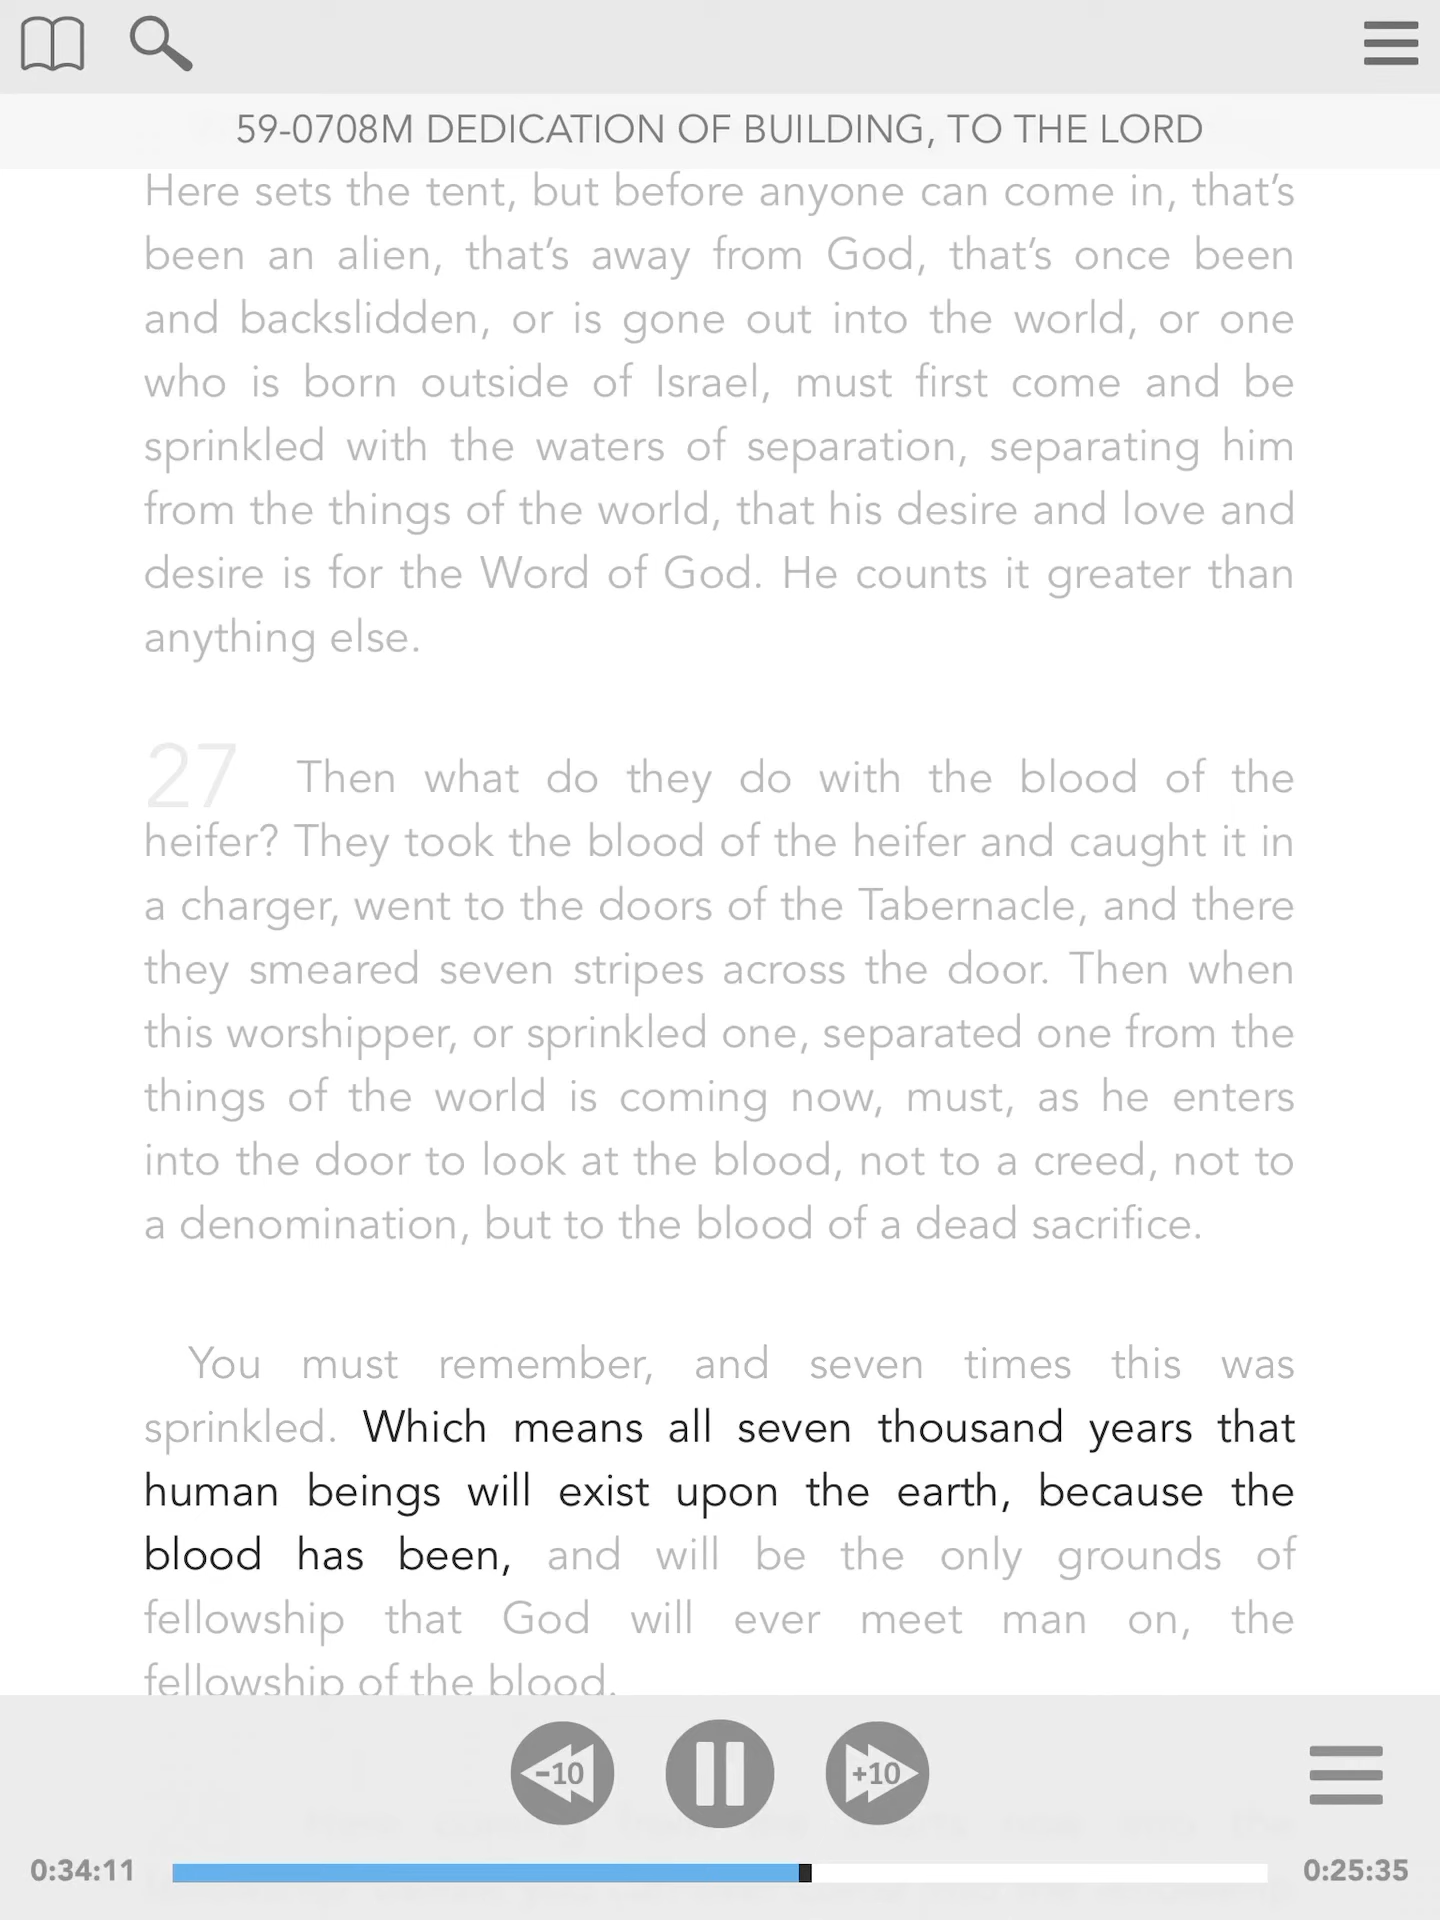 59-0708M DEDICATION OF BUILDING, TO THE LORD
Here sets the tent, but before anyone can come in, that’s
been an alien, that’s away from God, that’s once been
and backslidden, or is gone out into the world, or one
who is born outside of Israel, must first come and be
sprinkled with the waters of separation, separating him
from the things of the world, that his desire and love and
desire is for the Word of God. He counts it greater than
anything else.
27 Then what do they do with the blood of the
heifer? They took the blood of the heifer and caught it in
a charger, went to the doors of the Tabernacle, and there
they smeared seven stripes across the door. Then when
this worshipper, or sprinkled one, separated one from the
things of the world is coming now, must, as he enters
into the door to look at the blood, not to a creed, not to
a denomination, but to the blood of a dead sacrifice.
You must remember, and seven times this was
sprinkled. Which means all seven thousand years that
human beings will exist upon the earth, because the
blood has been, and will be the only grounds of
fellowship that God will ever meet man on, the
fellowship of the blood.
-10 +10
0:34:11 0:25:35